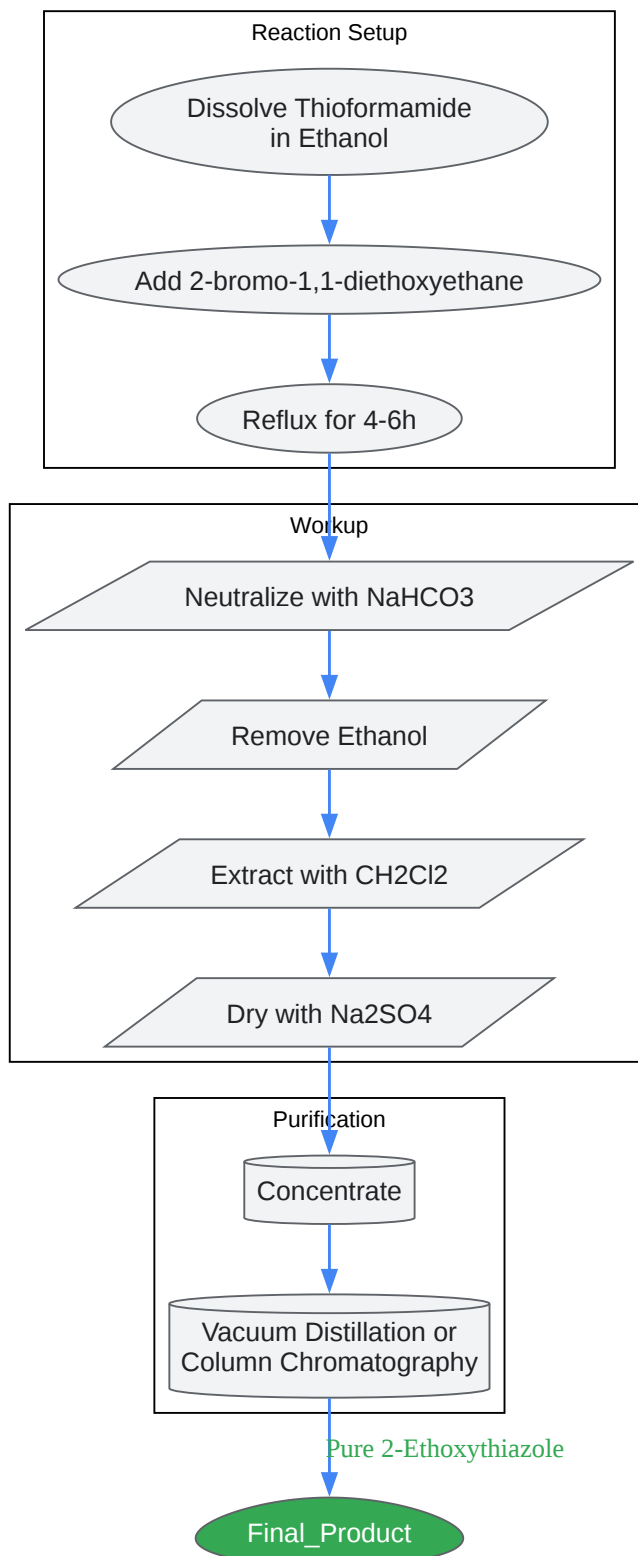 Reaction Setup
Dissolve Thioformamide
in Ethanol
Add 2-bromo-1,1-diethoxyethane
Reflux for 4-6h
Workup
Neutralize with NaHCO3
Remove Ethanol
Extract with CH2Cl2
Dry with Na2SO4
Purification
Concentrate
Vacuum Distillation or
Column Chromatography
Pure 2-Ethoxythiazole
Final_Product